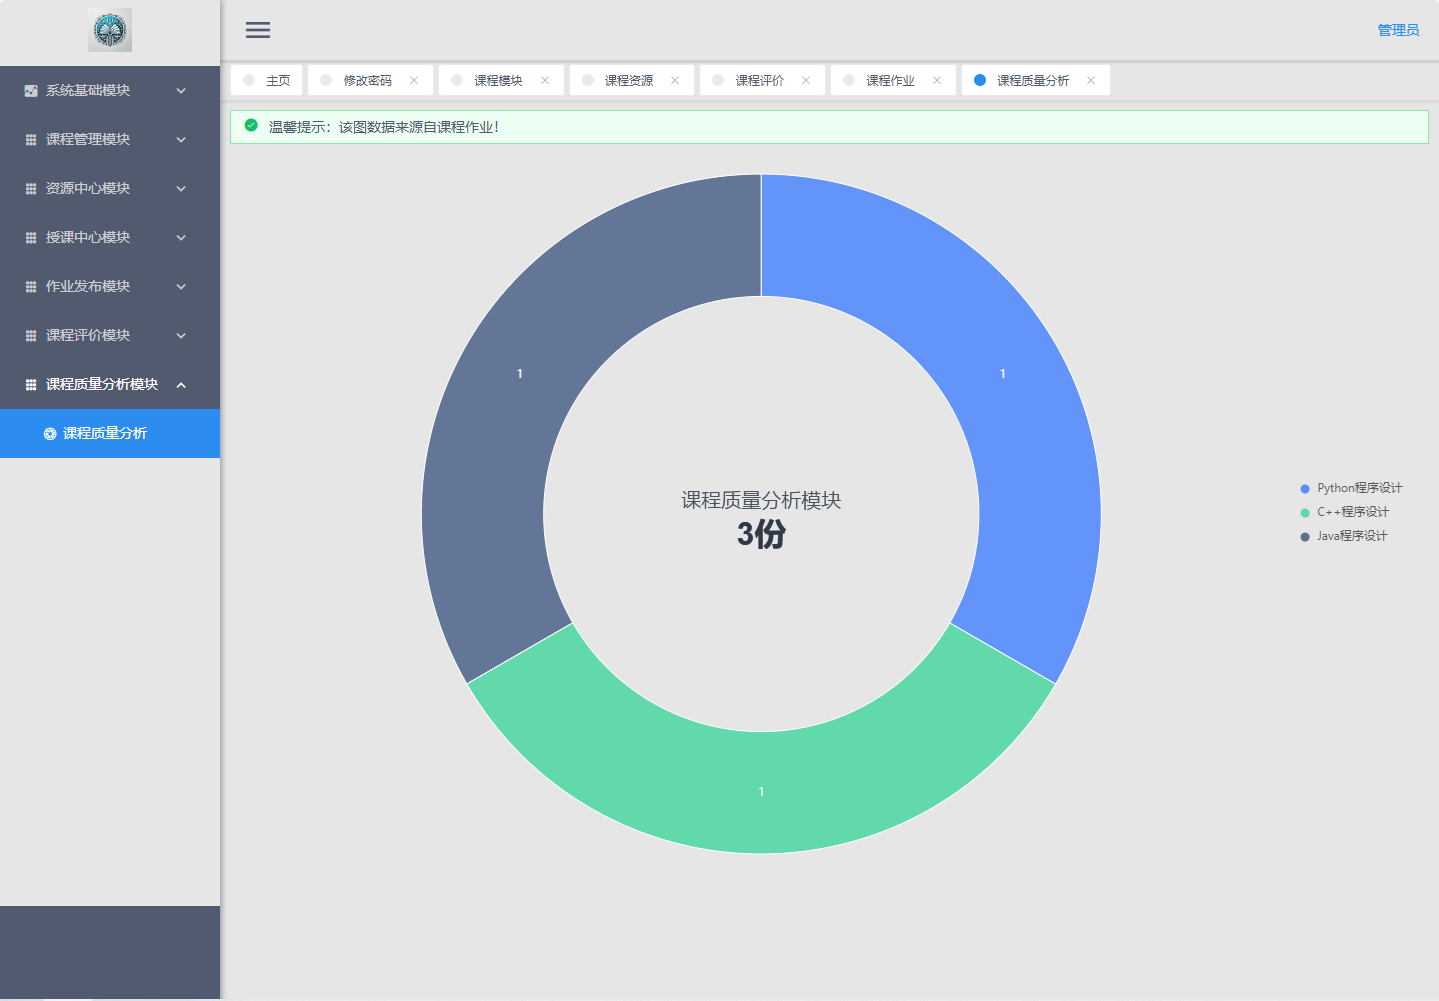 管理员
主页 修改密码 课程模块 课程资源 课程评价 课程作业 课程质量分析
系统基础模块
课程管理模块
资源中心模块
授课中心模块
作业发布模块
课程评价模块
课程质量分析模块
课程质量分析
温馨提示：该图数据来源自课程作业！
1
1
课程质量分析模块
3份
1
Python程序设计
C++程序设计
Java程序设计